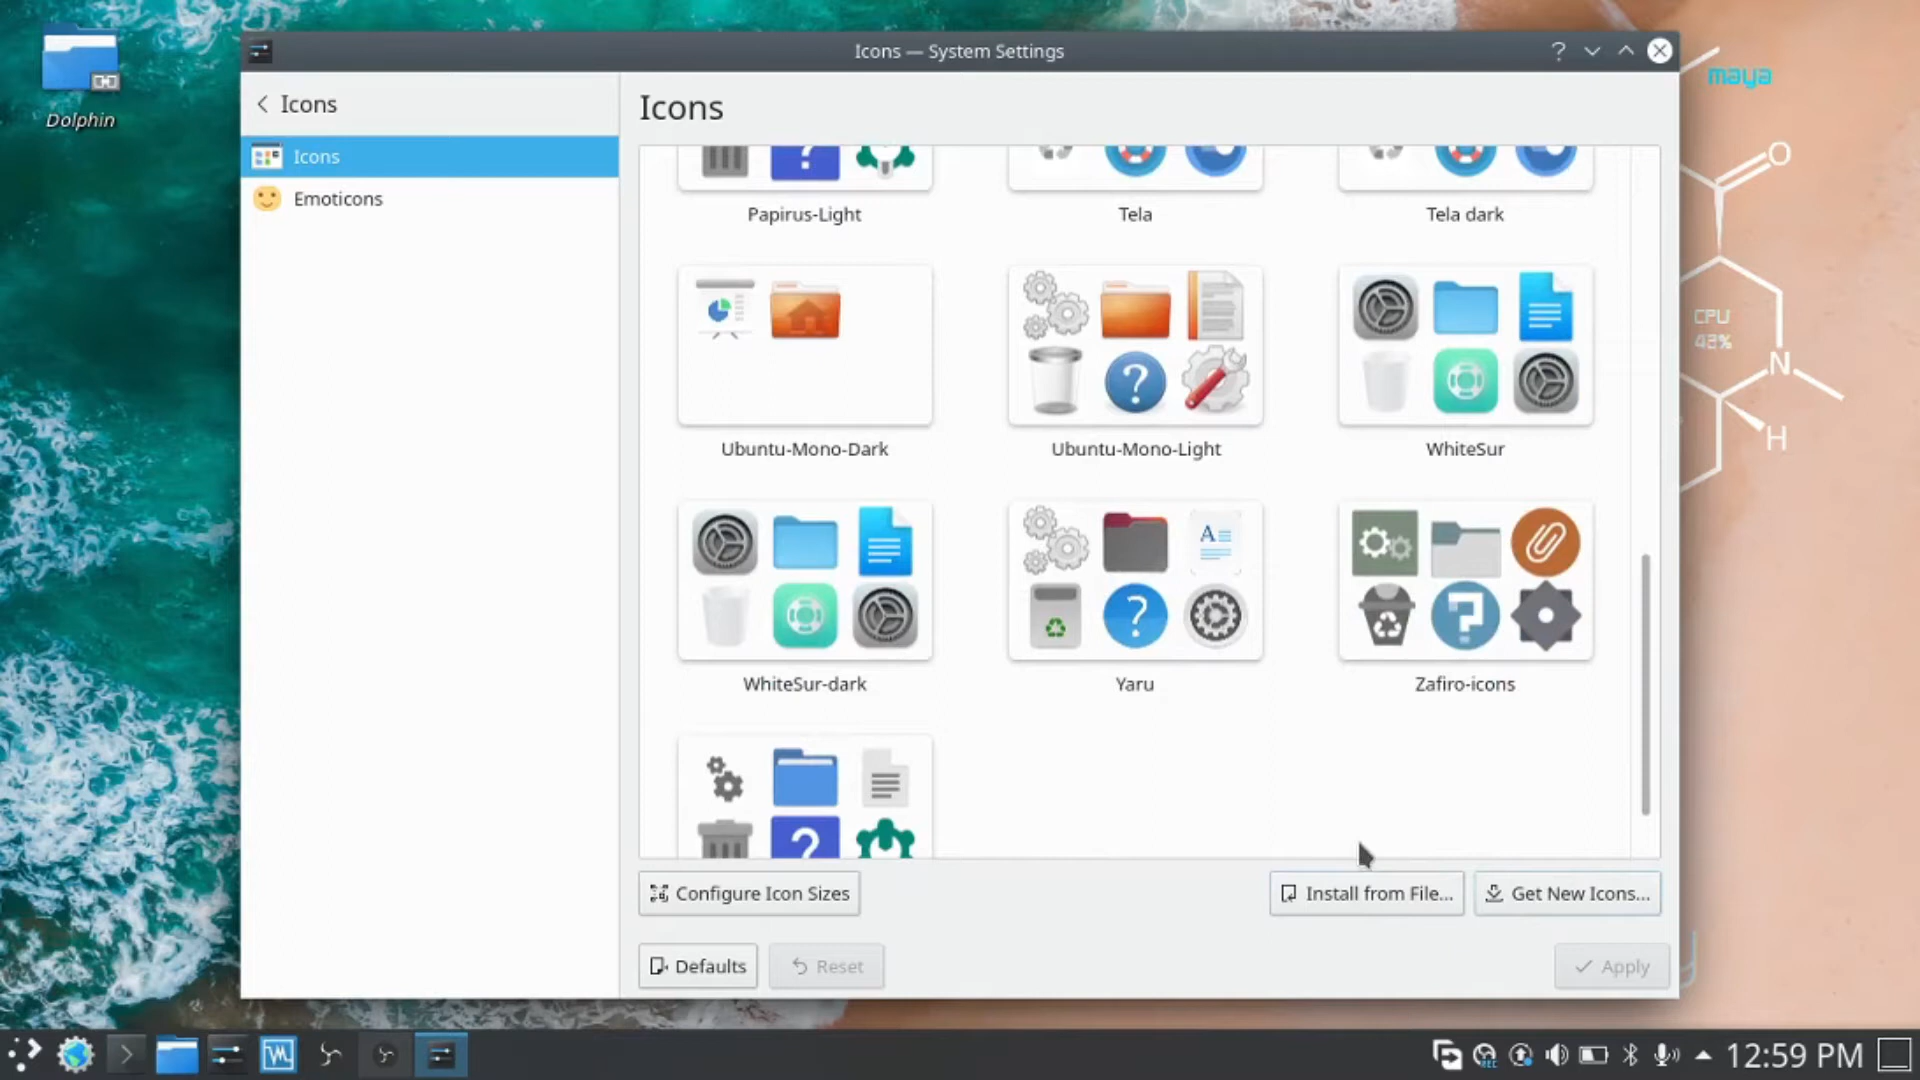 Icons — System Settings
Dolphin
maya
Icons
Icons
Emoticons
Icons
Papirus-Light
Tela
Tela dark
Ubuntu-Mono-Dark
Ubuntu-Mono-Light
WhiteSur
WhiteSur-dark
Yaru
Zafiro-icons
O
CPU
43%
N
H
Configure Icon Sizes
Install from File...
Get New Icons...
Defaults
Reset
Apply
12:59 PM